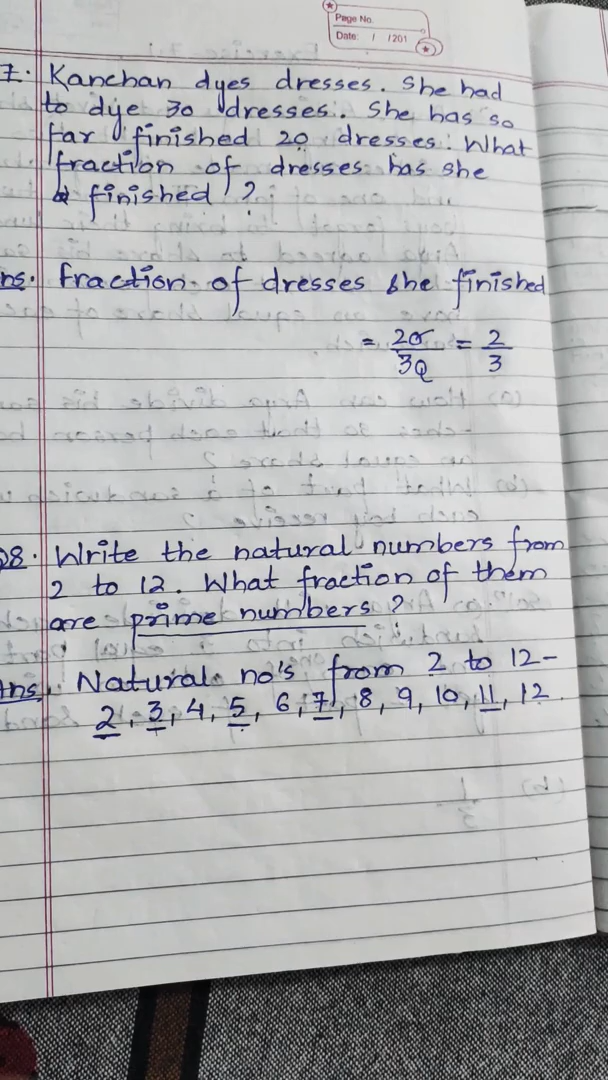 Page No.
Date: / /201
7. Kanchan dyes dresses. She had
to dye 30 dresses. She has so
far finished 20 dresses. What
fraction of dresses has she
finished ?
ns. Fraction of dresses she finished
= 20/30 = 2/3
Q8. Write the natural numbers from
2 to 12. What fraction of them
are prime numbers ?
Ans. Natural no's from 2 to 12-
2, 3, 4, 5, 6, 7, 8, 9, 10, 11, 12